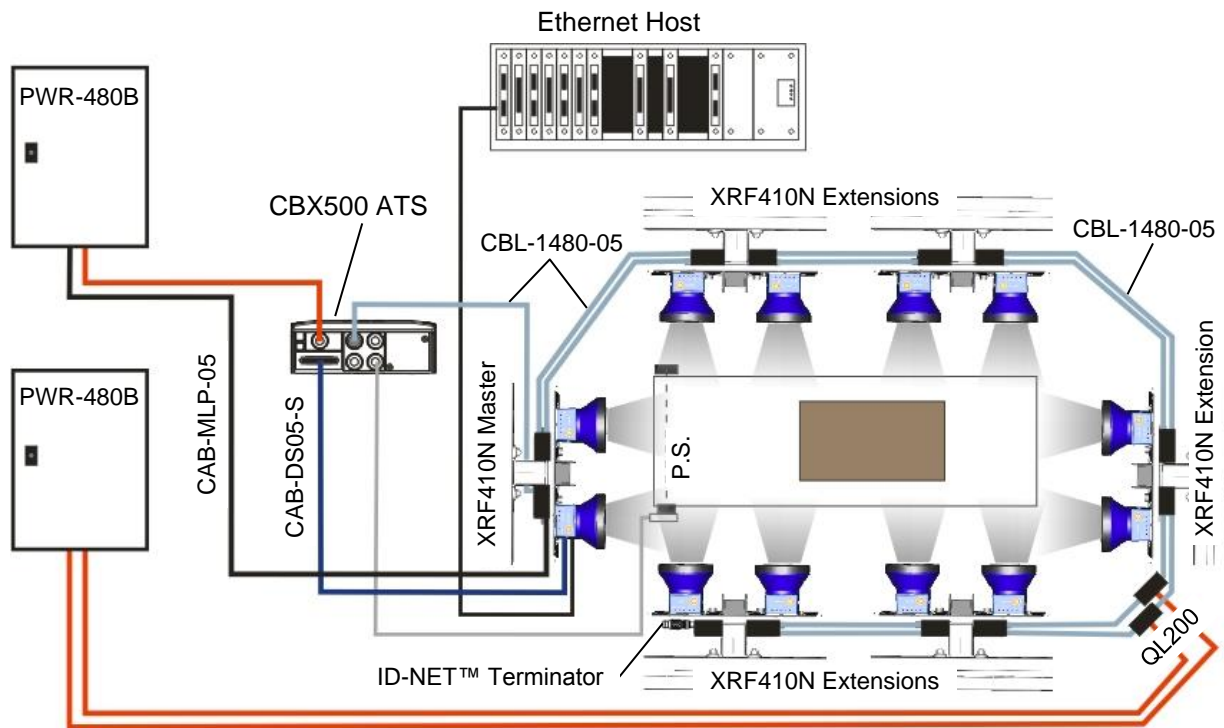 Ethernet Host
PWR-480B
CBX500 ATS
XRF410N Extensions
CBL-1480-05
CBL-1480-05
PWR-480B
CAB-MLP-05
CAB-DS05-S
XRF410N Master
P.S.
XRF410N Extension
QL200
ID-NET™ Terminator
XRF410N Extensions